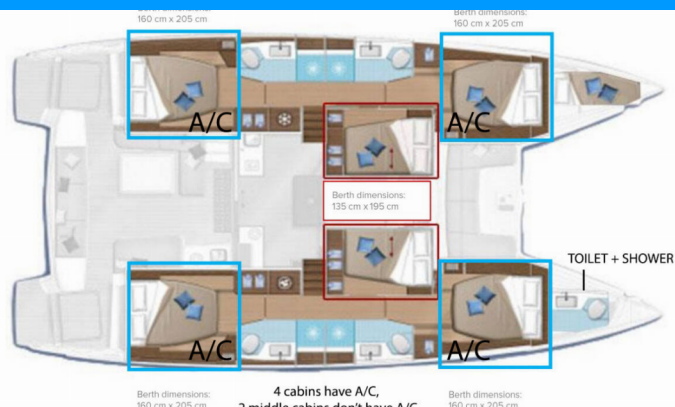 Berth dimensions:
160 cm x 205 cm
Berth dimensions:
160 cm x 205 cm
A/C
A/C
Berth dimensions:
135 cm x 195 cm
TOILET + SHOWER
A/C
A/C
Berth dimensions:
160 cm x 205 cm
4 cabins have A/C,
2 middle cabins don't have A/C
Berth dimensions:
160 cm x 205 cm